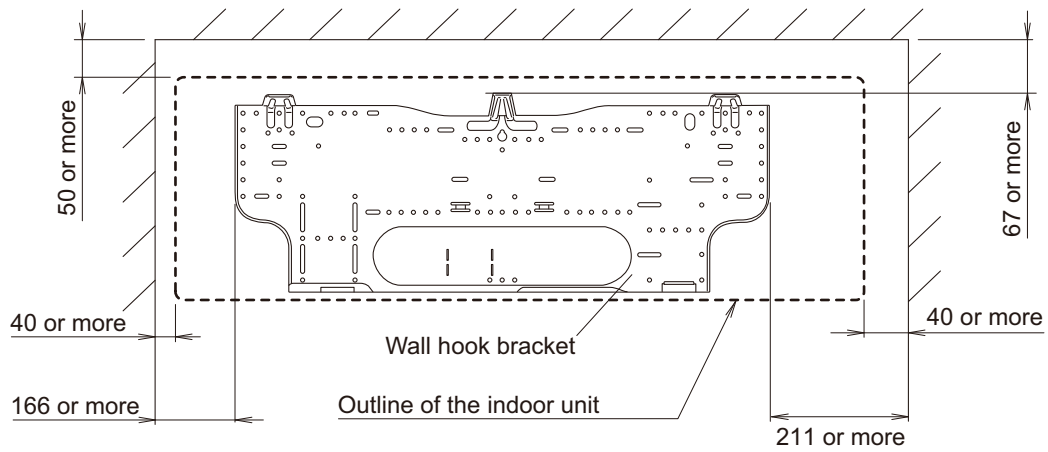 50 or more
67 or more
40 or more
40 or more
Wall hook bracket
166 or more
Outline of the indoor unit
211 or more